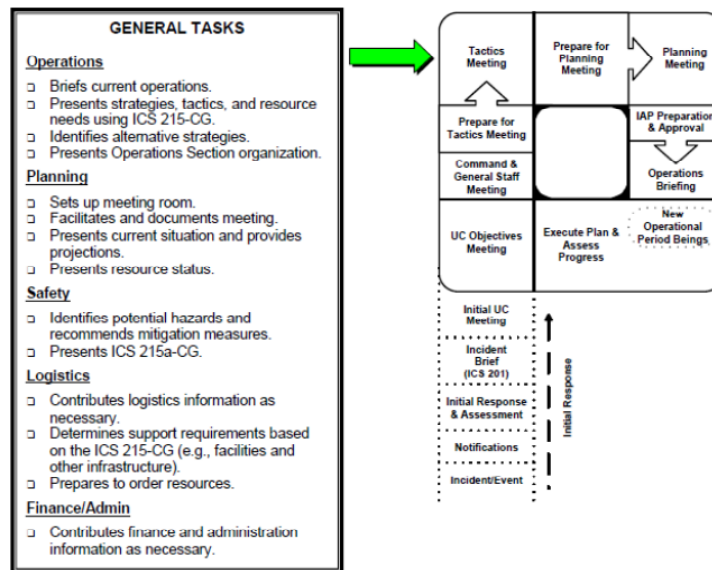 GENERAL TASKS
Operations
Briefs current operations.
Presents strategies, tactics, and resource
needs using ICS 215-CG.
Identifies alternative strategies.
Presents Operations Section organization.
Planning
Sets up meeting room.
Facilitates and documents meeting.
Presents current situation and provides
projections.
Presents resource status.
Safety
Identifies potential hazards and
recommends mitigation measures.
Presents ICS 215a-CG.
Logistics
Contributes logistics information as
necessary.
Determines support requirements based
on the ICS 215-CG (e.g., facilities and
other infrastructure).
Prepares to order resources.
Finance/Admin
Contributes finance and administration
information as necessary.
Tactics
Meeting
Prepare for
Planning
Meeting
Planning
Meeting
Prepare for
Tactics Meeting
IAP Preparation
& Approval
Command &
General Staff
Meeting
Operations
Briefing
UC Objectives
Meeting
Execute Plan &
Assess
Progress
New
Operational
Period Beings
Initial UC
Meeting
Incident
Brief
(ICS 201)
Initial Response
& Assessment
Notifications
Incident/Event
Initial Response